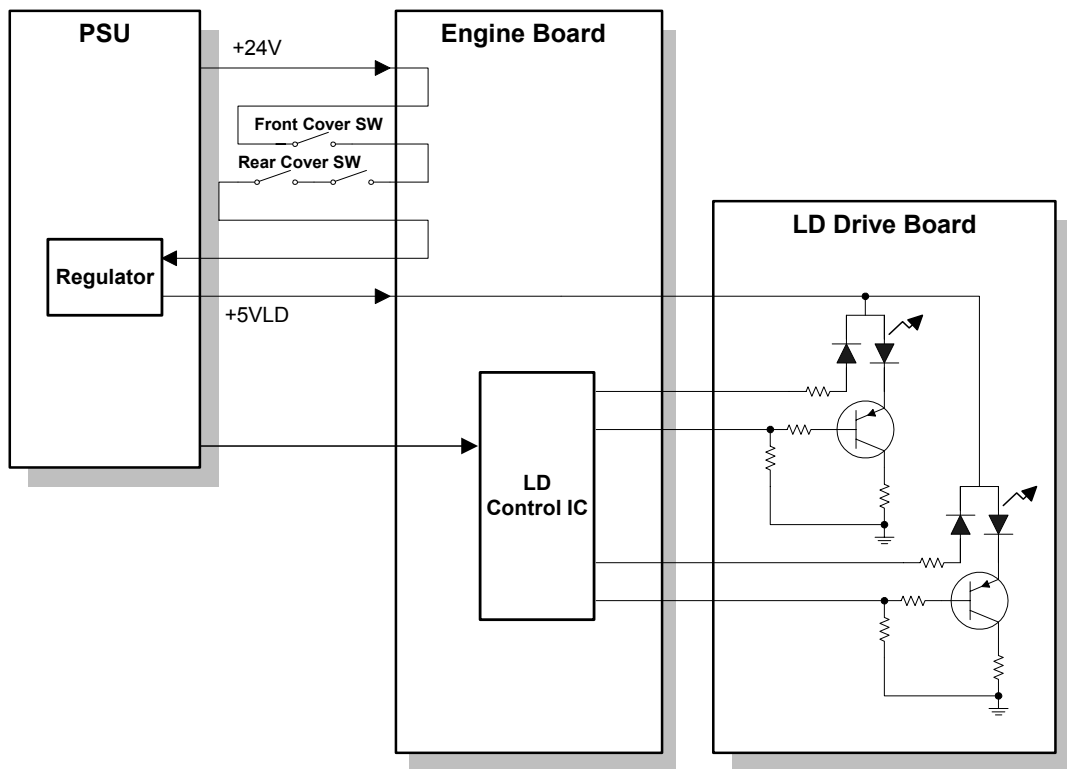 PSU
Engine Board
+24V
Front Cover SW
Rear Cover SW
LD Drive Board
Regulator
+5VLD
LD
Control IC